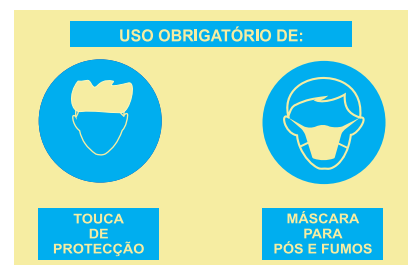 USO OBRIGATÓRIO DE:
TOUCA
DE
PROTECÇÃO
MÁSCARA
PARA
PÓS E FUMOS